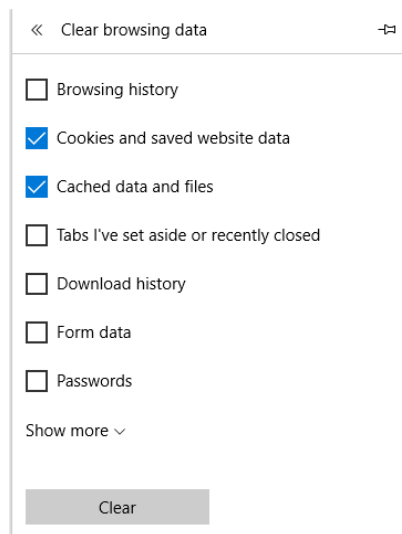 Clear browsing data
Browsing history
Cookies and saved website data
Cached data and files
Tabs I've set aside or recently closed
Download history
Form data
Passwords
Show more
Clear